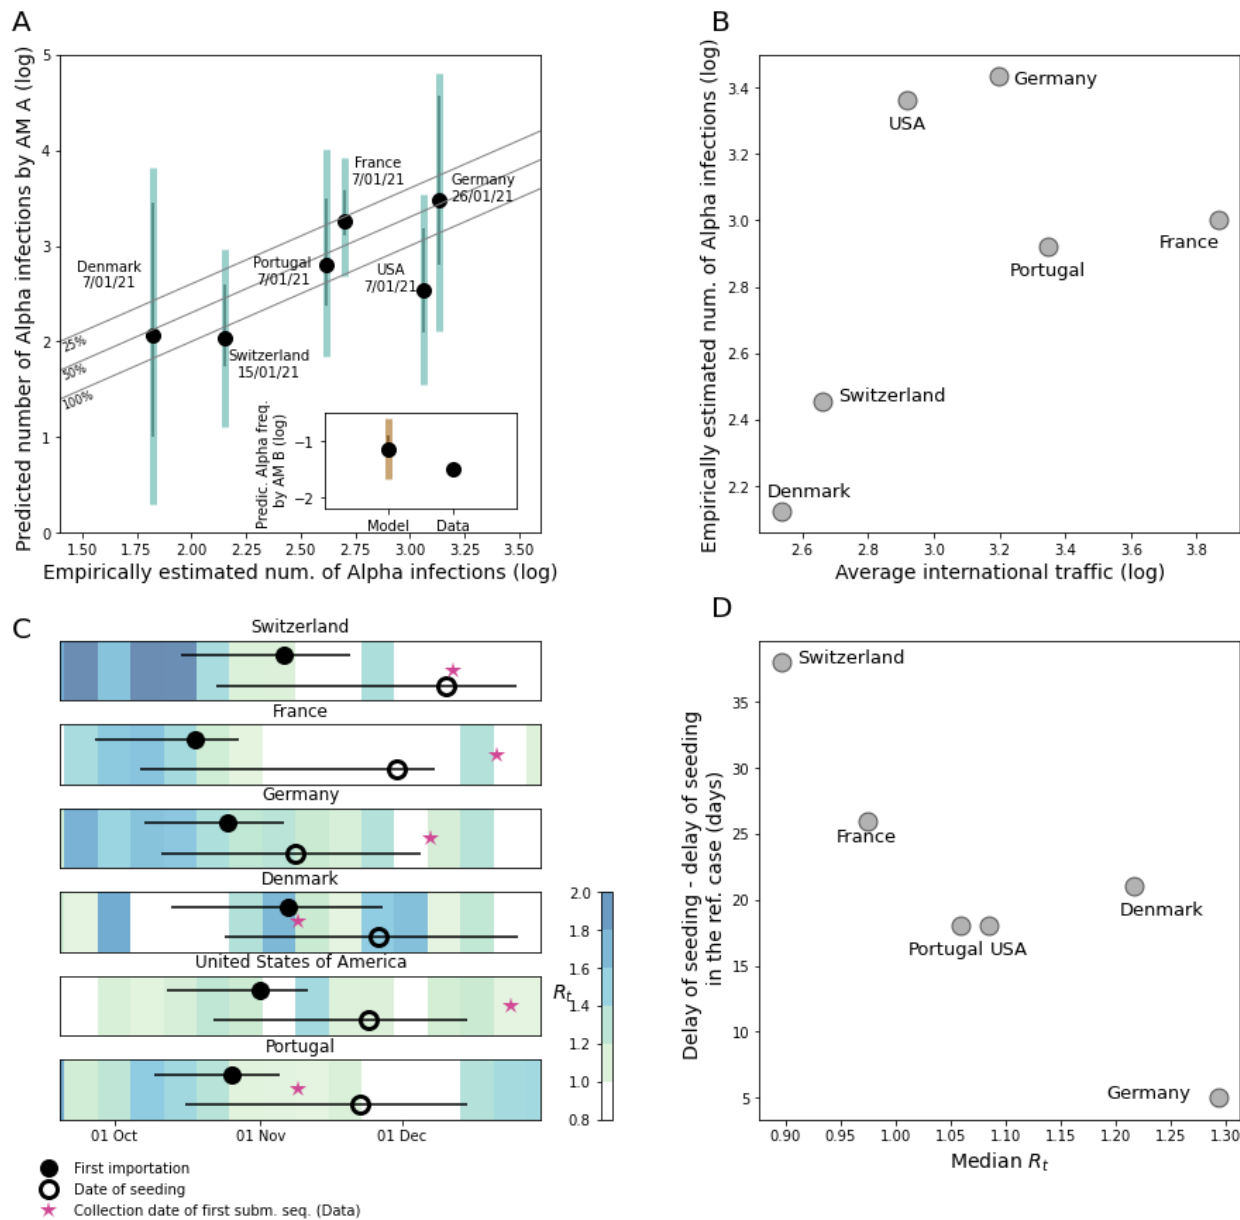 A
Predicted number of Alpha infections by AM A (log)
5
4
3
2
1
0
Denmark
7/01/21
Switzerland
15/01/21
Portugal
7/01/21
France
7/01/21
USA
7/01/21
Germany
26/01/21
25%
50%
100%
Predic. Alpha freq.
by AM B (log)
−1
−2
Model
Data
1.50 1.75 2.00 2.25 2.50 2.75 3.00 3.25 3.50
Empirically estimated num. of Alpha infections (log)
B
Empirically estimated num. of Alpha infections (log)
3.4
3.2
3.0
2.8
2.6
2.4
2.2
Germany
USA
France
Portugal
Switzerland
Denmark
2.6 2.8 3.0 3.2 3.4 3.6 3.8
Average international traffic (log)
C
Switzerland
France
Germany
Denmark
United States of America
Portugal
01 Oct 01 Nov 01 Dec
2.0
1.8
1.6
1.4
1.2
1.0
0.8
Rt
First importation
Date of seeding
Collection date of first subm. seq. (Data)
D
Delay of seeding - delay of seeding
in the ref. case (days)
35
30
25
20
15
10
5
Switzerland
France
Denmark
Portugal USA
Germany
0.90 0.95 1.00 1.05 1.10 1.15 1.20 1.25 1.30
Median Rt